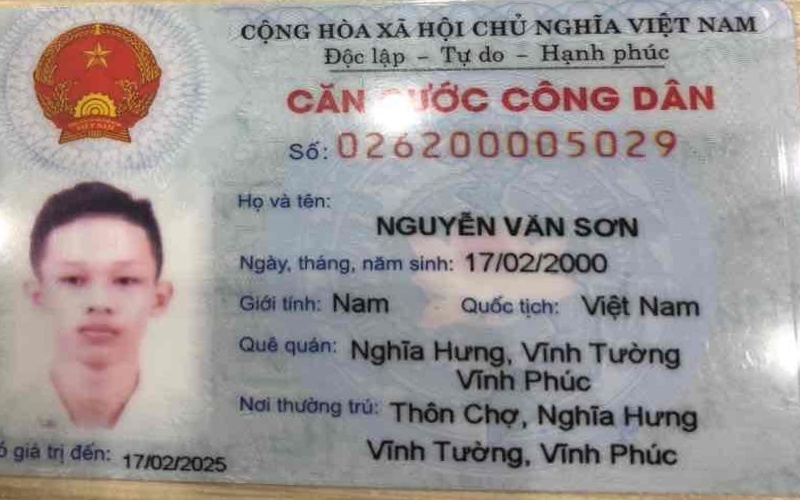 CỘNG HÒA XÃ HỘI CHỦ NGHĨA VIỆT NAM
Độc lập - Tự do - Hạnh phúc
CĂN CƯỚC CÔNG DÂN
Số: 026200005029
Họ và tên:
NGUYỄN VĂN SƠN
Ngày, tháng, năm sinh: 17/02/2000
Giới tính: Nam Quốc tịch: Việt Nam
Quê quán: Nghĩa Hưng, Vĩnh Tường
Vĩnh Phúc
Nơi thường trú: Thôn Chợ, Nghĩa Hưng
Vĩnh Tường, Vĩnh Phúc
ó giá trị đến: 17/02/2025
VIỆT NAM